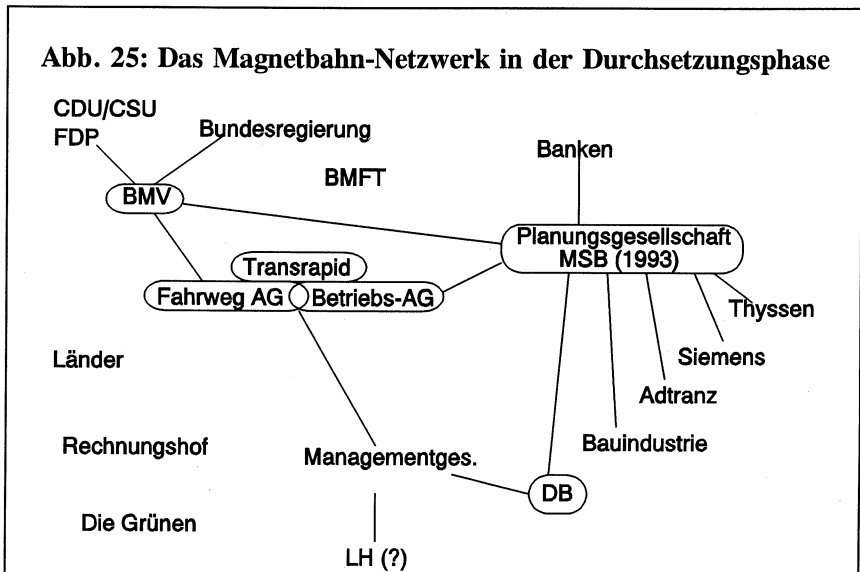 Abb. 25: Das Magnetbahn-Netzwerk in der Durchsetzungsphase
CDU/CSU
FDP
Bundesregierung
BMFT
Banken
BMV
Planungsgesellschaft
MSB (1993)
Transrapid
Fahrweg AG
Betriebs-AG
Thyssen
Siemens
Adtranz
Bauindustrie
Länder
Rechnungshof
Managementges.
DB
Die Grünen
LH (?)